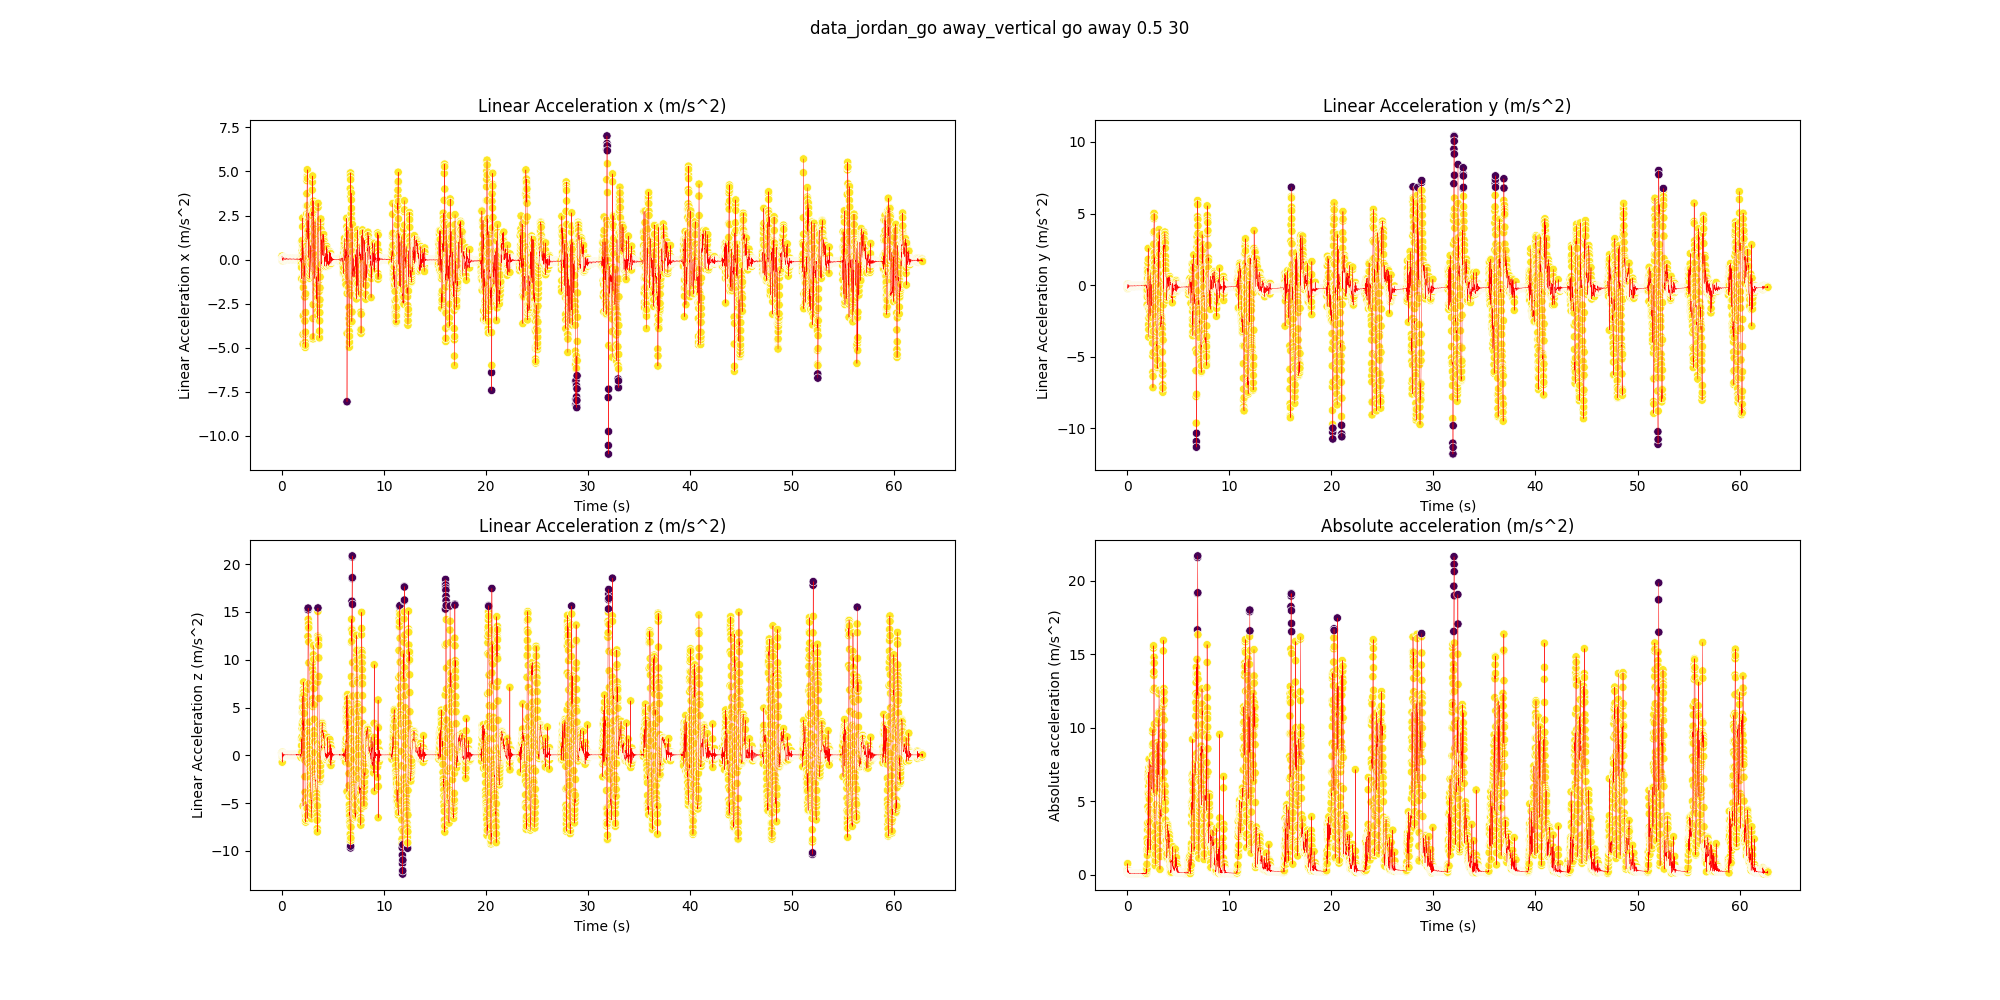 data_jordan_go away_vertical go away 0.5 30
Linear Acceleration x (m/s^2)
Linear Acceleration x (m/s^2)
7.5
5.0
2.5
0.0
−2.5
−5.0
−7.5
−10.0
0 10 20 30 40 50 60
Time (s)
Linear Acceleration y (m/s^2)
Linear Acceleration y (m/s^2)
10
5
0
−5
−10
0 10 20 30 40 50 60
Time (s)
Linear Acceleration z (m/s^2)
Linear Acceleration z (m/s^2)
20
15
10
5
0
−5
−10
0 10 20 30 40 50 60
Time (s)
Absolute acceleration (m/s^2)
Absolute acceleration (m/s^2)
20
15
10
5
0
0 10 20 30 40 50 60
Time (s)